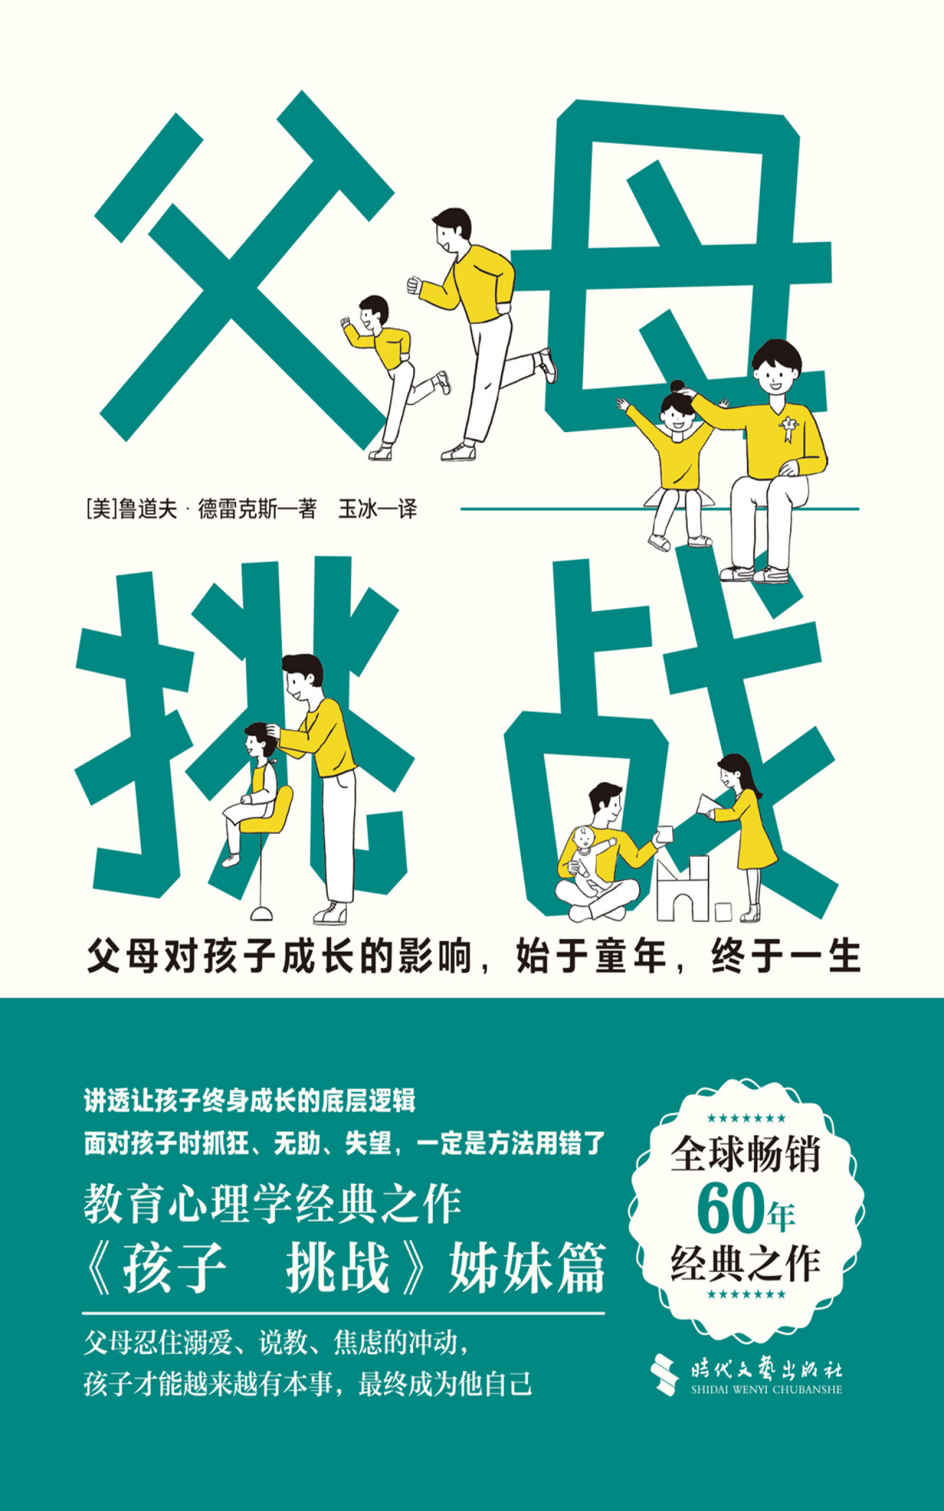 父母
[美]鲁道夫·德雷克斯—著 玉冰—译
挑战
父母对孩子成长的影响，始于童年，终于一生
讲透让孩子终身成长的底层逻辑
面对孩子时抓狂、无助、失望，一定是方法用错了
教育心理学经典之作
《孩子 挑战》姊妹篇
父母忍住溺爱、说教、焦虑的冲动，
孩子才能越来越有本事，最终成为他自己
全球畅销
60年
经典之作
时代文艺出版社
SHIDAI WENYI CHUBANSHE